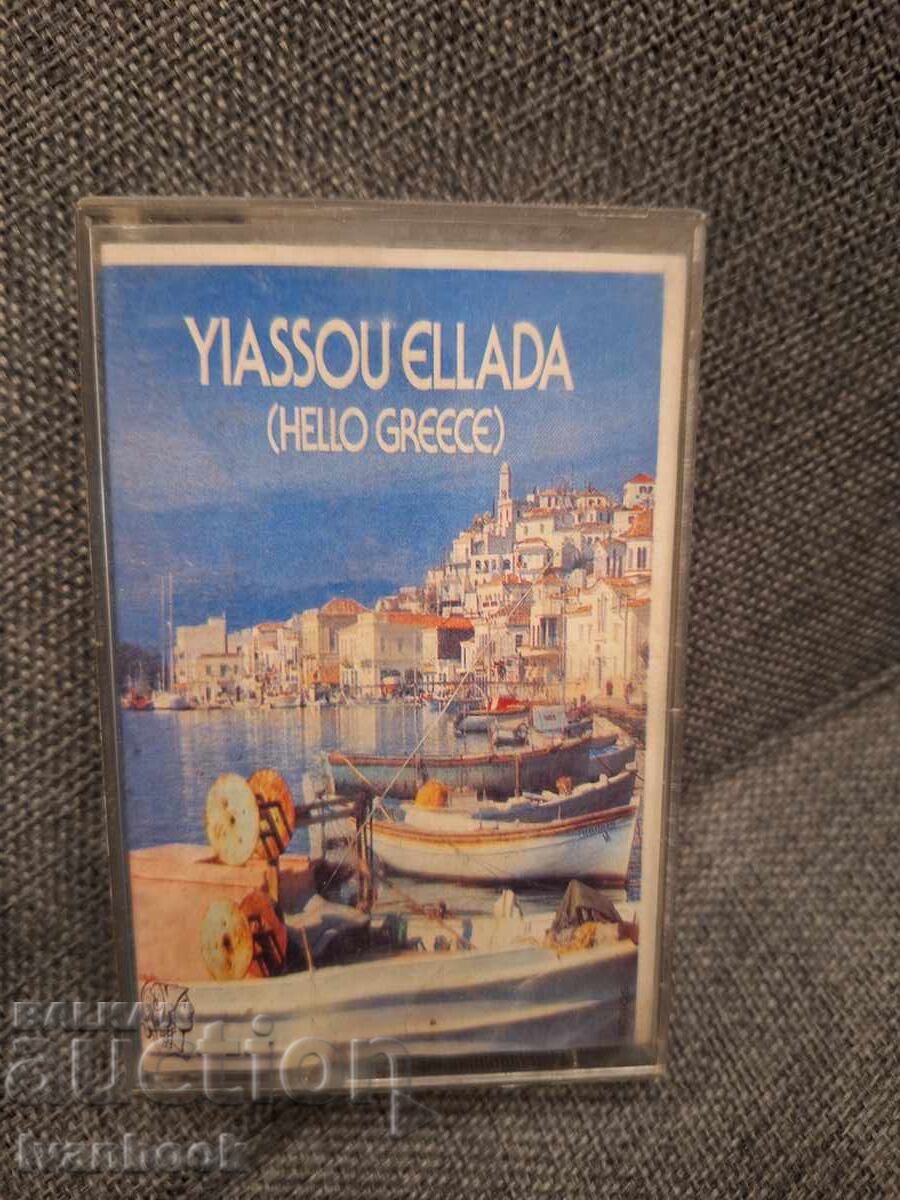 YIASSOU ELLADA
(HELLO GREECE)
BALKAN
auction
Ivanhook